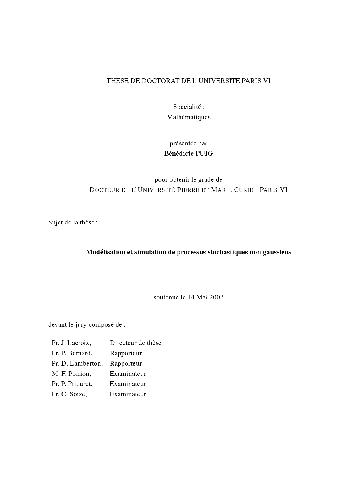 THESE DE DOCTORAT DE L'UNIVERSITE PARIS VI
Spécialité :
Mathématiques
présentée par
Bénédicte PUIG
pour obtenir le grade de
DOCTEUR DE L'UNIVERSITÉ PIERRE ET MARIE CURIE - PARIS VI
Sujet de la thèse :
Modélisation et simulation de processus stochastiques non gaussiens
soutenue le 14 Mai 2003
devant le jury composé de :
Pr. J. Lacroix, Directeur de thèse
Pr. P. Bernard, Rapporteur
Pr. D. Lamberton, Rapporteur
M. F. Poirion, Examinateur
Pr. P. Priouret, Examinateur
Pr. C. Soize, Examinateur